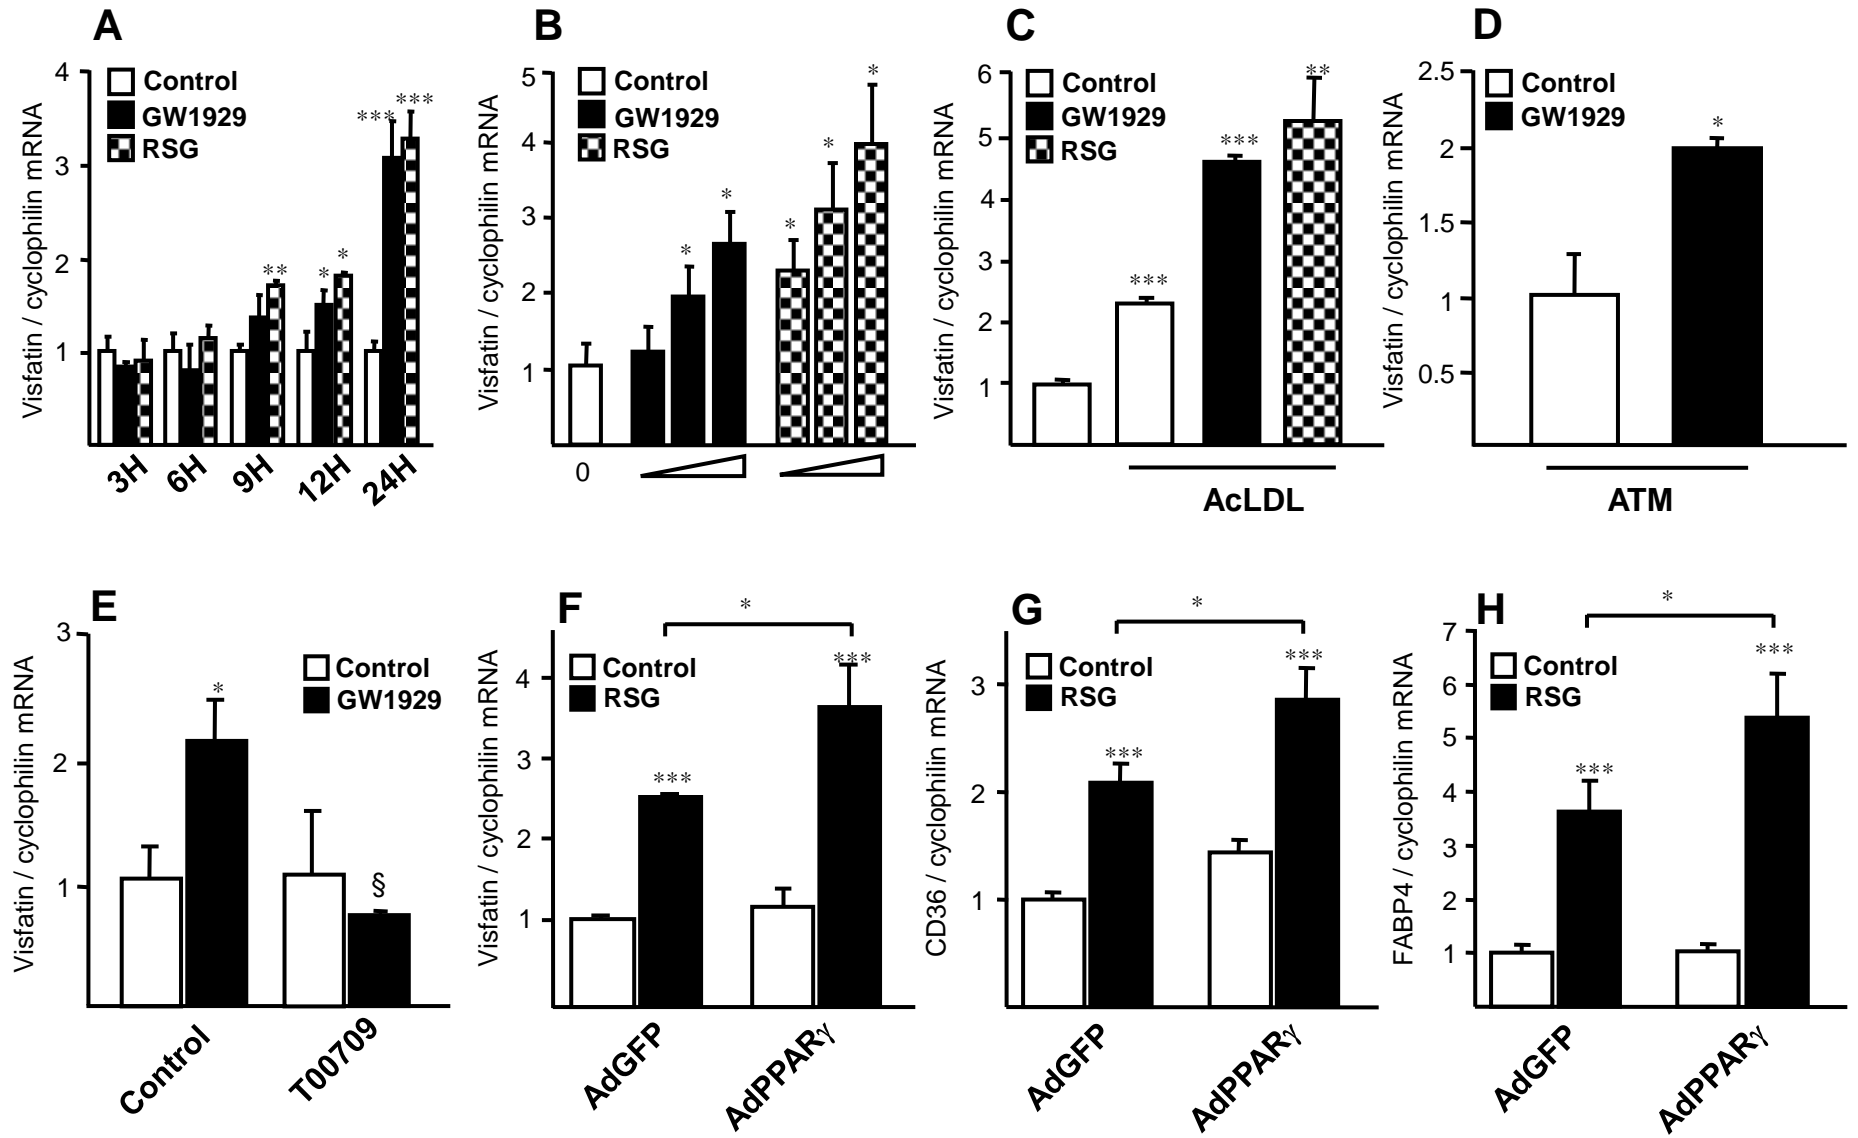 A
Visfatin / cyclophilin mRNA
4
3
2
1
Control
GW1929
RSG
**
*
*
***
***
3H
6H
9H
12H
24H
B
Visfatin / cyclophilin mRNA
5
4
3
2
1
Control
GW1929
RSG
*
*
*
*
*
0
C
Visfatin / cyclophilin mRNA
6
5
4
3
2
1
Control
GW1929
RSG
***
***
**
AcLDL
D
Visfatin / cyclophilin mRNA
2.5
2
1.5
1
0.5
Control
GW1929
*
ATM
E
Visfatin / cyclophilin mRNA
3
2
1
Control
GW1929
*
§
Control
T00709
F
Visfatin / cyclophilin mRNA
4
3
2
1
Control
RSG
*
***
***
AdGFP
AdPPARγ
G
CD36 / cyclophilin mRNA
3
2
1
Control
RSG
*
***
***
AdGFP
AdPPARγ
H
FABP4 / cyclophilin mRNA
7
6
5
4
3
2
1
Control
RSG
*
***
***
AdGFP
AdPPARγ